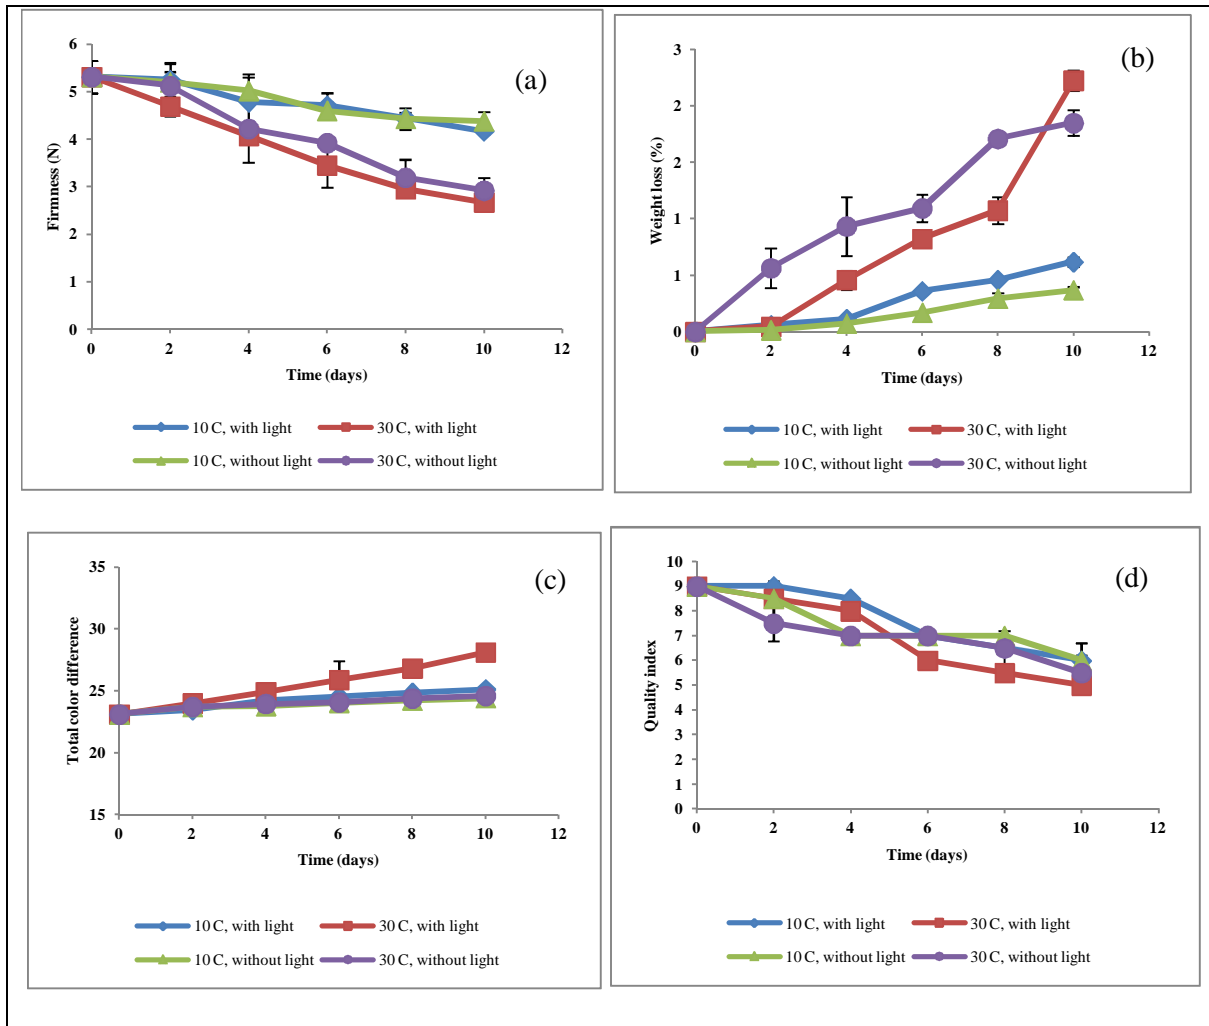 (a)
6
5
4
3
2
1
0
Firmness (N)
0 2 4 6 8 10 12
Time (days)
10 C, with light 30 C, with light
10 C, without light 30 C, without light
(b)
3
2
2
1
1
0
Weight loss (%)
0 2 4 6 8 10 12
Time (days)
10 C, with light 30 C, with light
10 C, without light 30 C, without light
(c)
35
30
25
20
15
Total color difference
0 2 4 6 8 10 12
Time (days)
10 C, with light 30 C, with light
10 C, without light 30 C, without light
(d)
10
9
8
7
6
5
4
3
2
1
0
Quality index
0 2 4 6 8 10 12
Time (days)
10 C, with light 30 C, with light
10 C, without light 30 C, without light